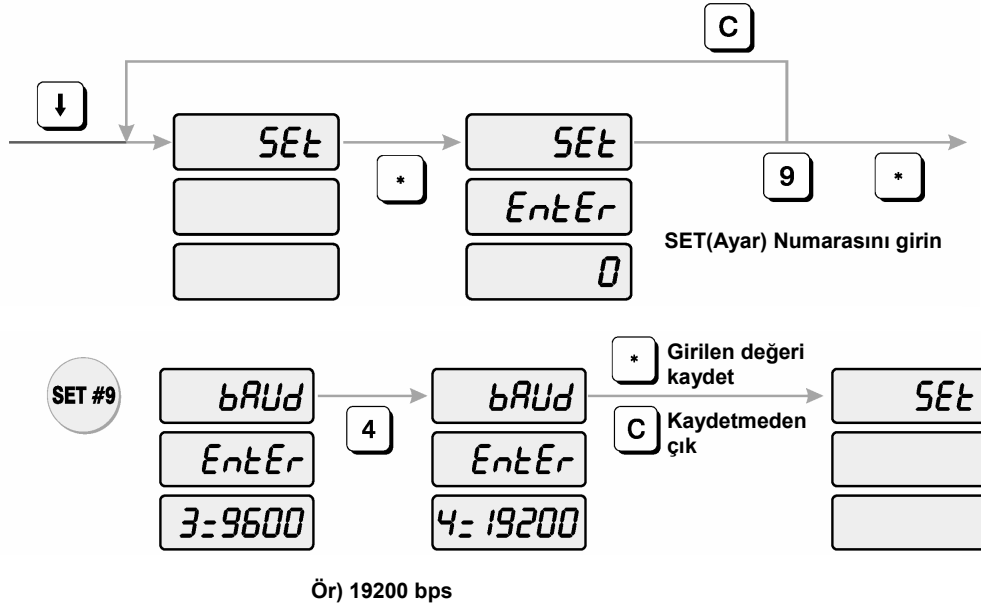 C
↓
SEt
*
SEt
EntEr
0
9
*
SET(Ayar) Numarasını girin
SET #9
bAUd
EntEr
3=9600
4
bAUd
EntEr
4=19200
* Girilen değeri
kaydet
C Kaydetmeden
çık
SEt
Ör) 19200 bps